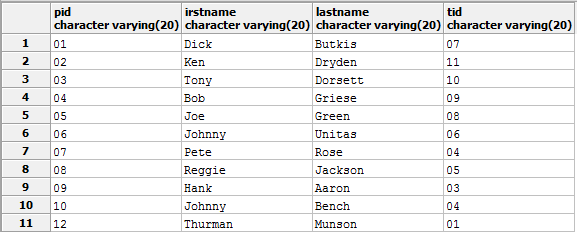 pid irstname lastname tid
character varying(20) character varying(20) character varying(20) character varying(20)
1 01 Dick Butkis 07
2 02 Ken Dryden 11
3 03 Tony Dorsett 10
4 04 Bob Griese 09
5 05 Joe Green 08
6 06 Johnny Unitas 06
7 07 Pete Rose 04
8 08 Reggie Jackson 05
9 09 Hank Aaron 03
10 10 Johnny Bench 04
11 12 Thurman Munson 01